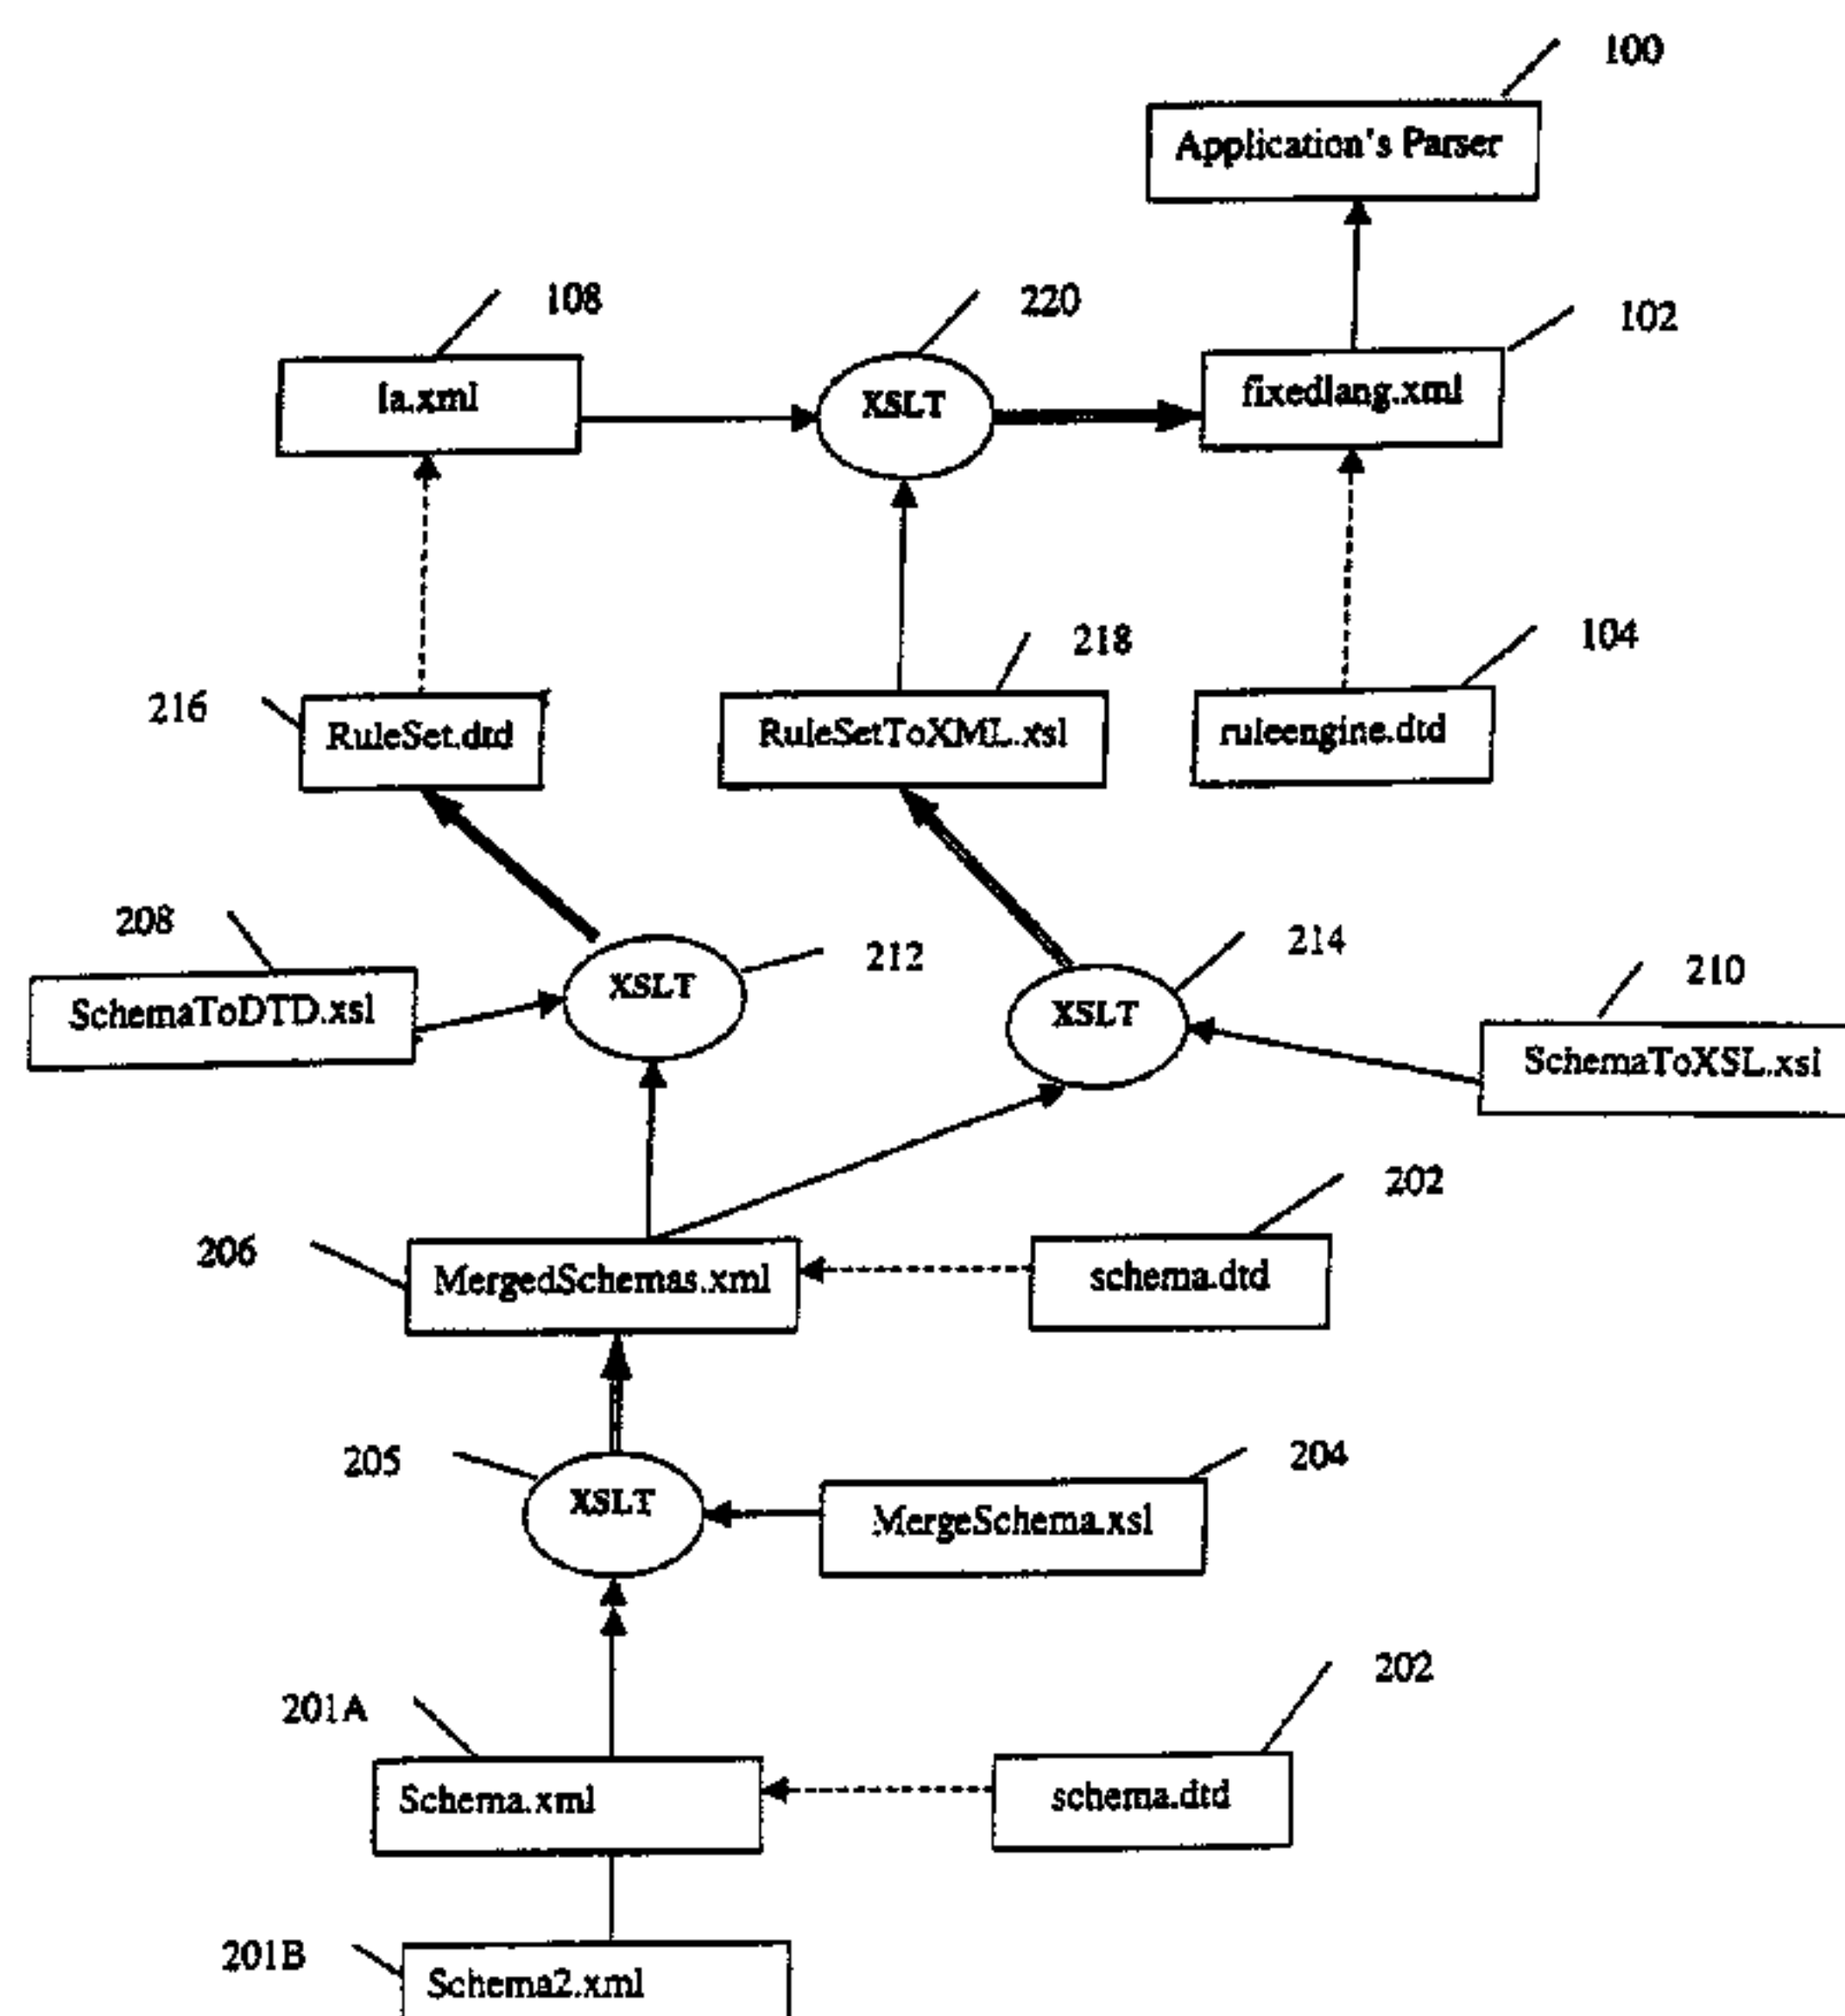 100
Application's Parser
108
220
102
la.xml
XSLT
fixedlang.xml
218
104
216
RuleSet.dtd
RuleSetToXML.xsl
ruleengine.dtd
208
212
214
210
SchemaToDTD.xsl
XSLT
XSLT
SchemaToXSL.xsl
202
206
MergedSchemas.xml
schema.dtd
205
204
XSLT
MergeSchema.xsl
202
201A
Schema.xml
schema.dtd
201B
Schema2.xml